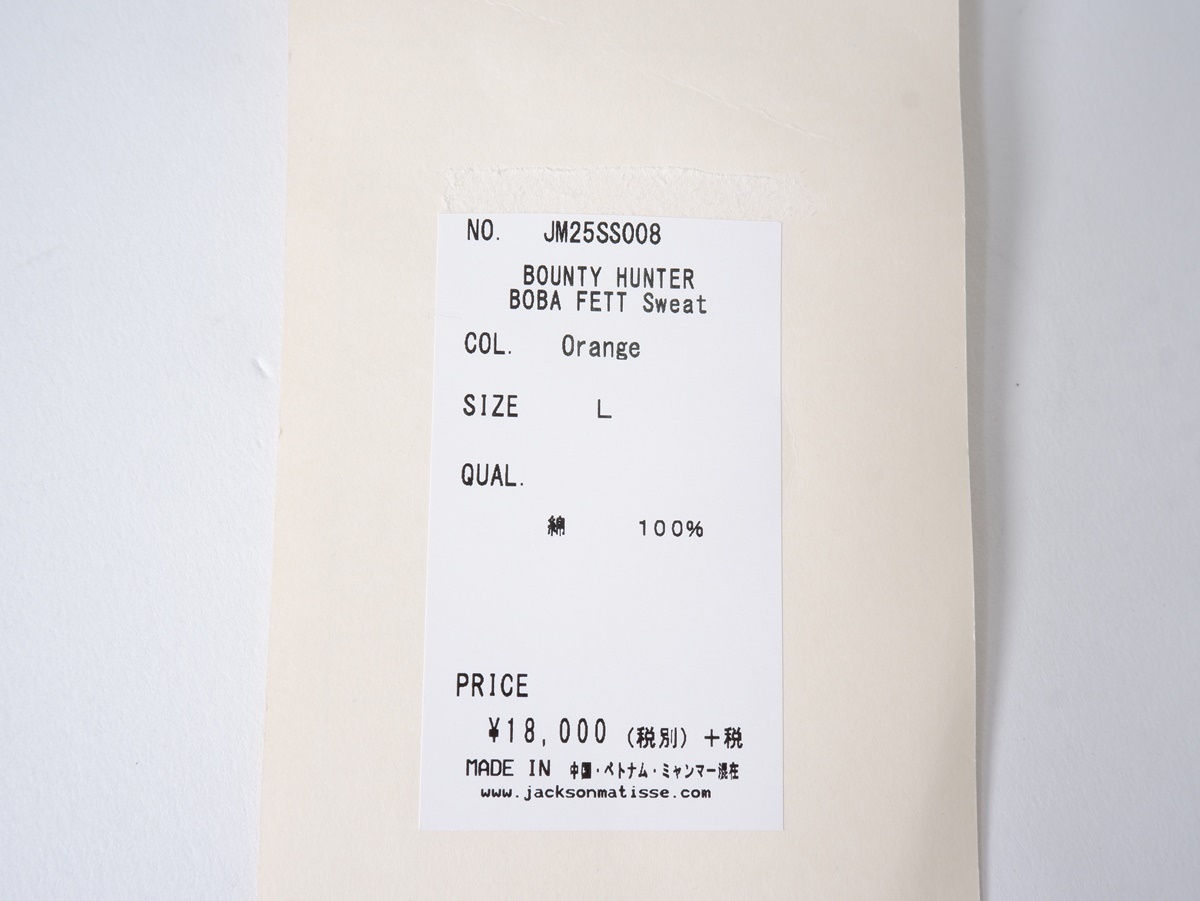 NO. JM25SS008
BOUNTY HUNTER
BOBA FETT Sweat
COL. Orange
SIZE L
QUAL.
綿 100%
PRICE
¥18,000 (税別) +税
MADE IN 中国・ベトナム・ミャンマー混在
www.jacksonmatisse.com